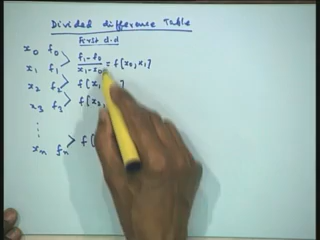 Divided difference Table
First d.d
x0 f0
f1-f0 / x1-x0 = f[x0, x1]
x1 f1
f[x1 ]
x2 f2
f[x2,
x3 f3
⋮
f[
xn fn